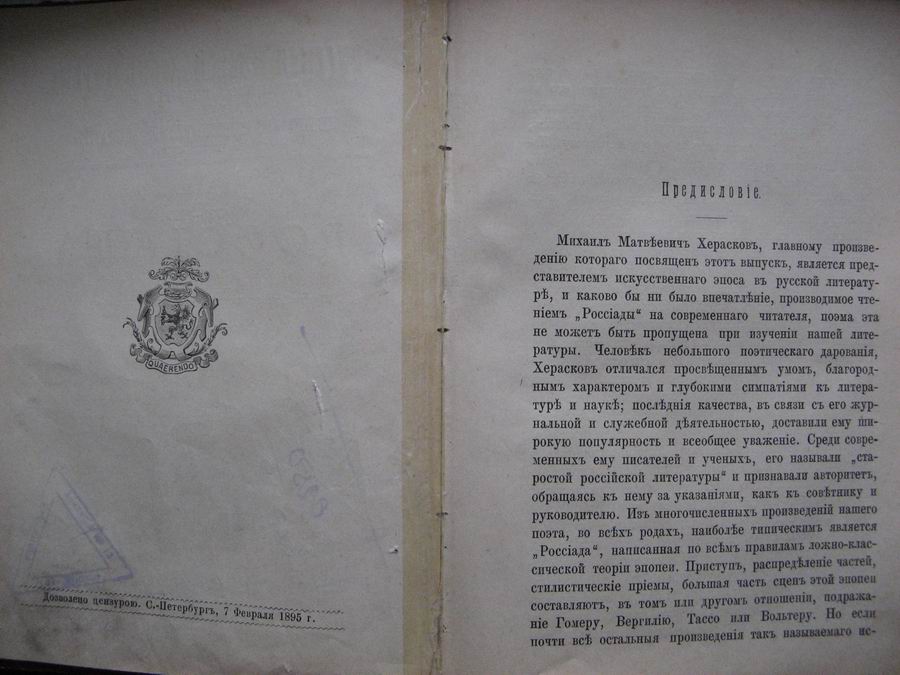 QUAERENDO
Дозволено цензурою. С.-Петербургъ, 7 Февраля 1895 г.
Предисловіе.
Михаилъ Матвѣевичъ Херасковъ, главному произве-
денію котораго посвященъ этотъ выпускъ, является пред-
ставителемъ искусственнаго эпоса въ русской литерату-
рѣ, и каково бы ни было впечатлѣніе, производимое чте-
ніемъ „Россіады" на современнаго читателя, поэма эта
не можетъ быть пропущена при изученіи нашей лите-
ратуры. Человѣкъ небольшого поэтическаго дарованія,
Херасковъ отличался просвѣщеннымъ умомъ, благород-
нымъ характеромъ и глубокими симпатіями къ литера-
турѣ и наукѣ; послѣднія качества, въ связи съ его жур-
нальной и служебной дѣятельностью, доставили ему ши-
рокую популярность и всеобщее уваженіе. Среди совре-
менныхъ ему писателей и ученыхъ, его называли „ста-
ростой россійской литературы" и признавали авторитетъ,
обращаясь къ нему за указаніями, какъ къ совѣтнику и
руководителю. Изъ многочисленныхъ произведеній нашего
поэта, во всѣхъ родахъ, наиболѣе типическимъ является
„Россіада", написанная по всѣмъ правиламъ ложно-клас-
сической теоріи эпопеи. Приступъ, распредѣленіе частей,
стилистическіе пріемы, большая часть сценъ этой эпопеи
составляютъ, въ томъ или другомъ отношеніи, подража-
ніе Гомеру, Вергилію, Тассо или Вольтеру. Но если
почти всѣ остальныя произведенія такъ называемаго ис-